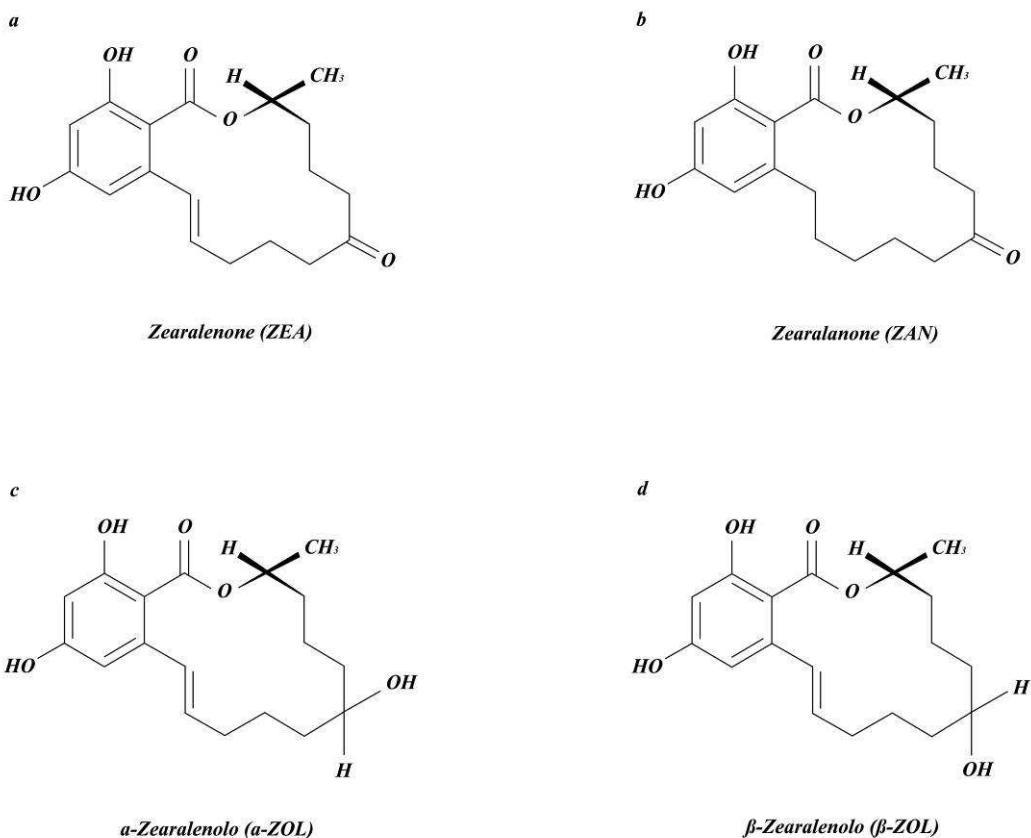 a
b
OH
O
H
CH₃
O
HO
O
Zearalenone (ZEA)
OH
O
H
CH₃
O
HO
O
Zearalanone (ZAN)
c
d
OH
O
H
CH₃
O
HO
OH
H
a-Zearalenolo (a-ZOL)
OH
O
H
CH₃
O
HO
H
OH
β-Zearalenolo (β-ZOL)